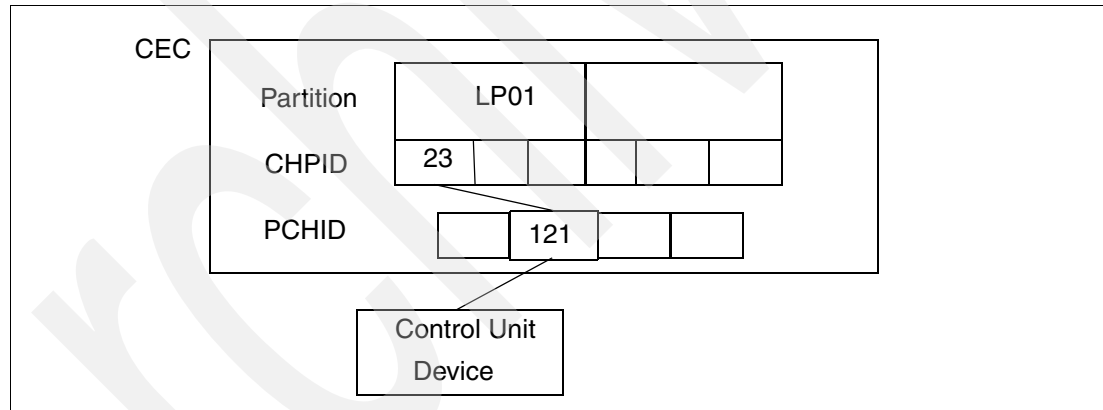 CEC
Partition LP01
CHPID 23
PCHID 121
Control Unit
Device